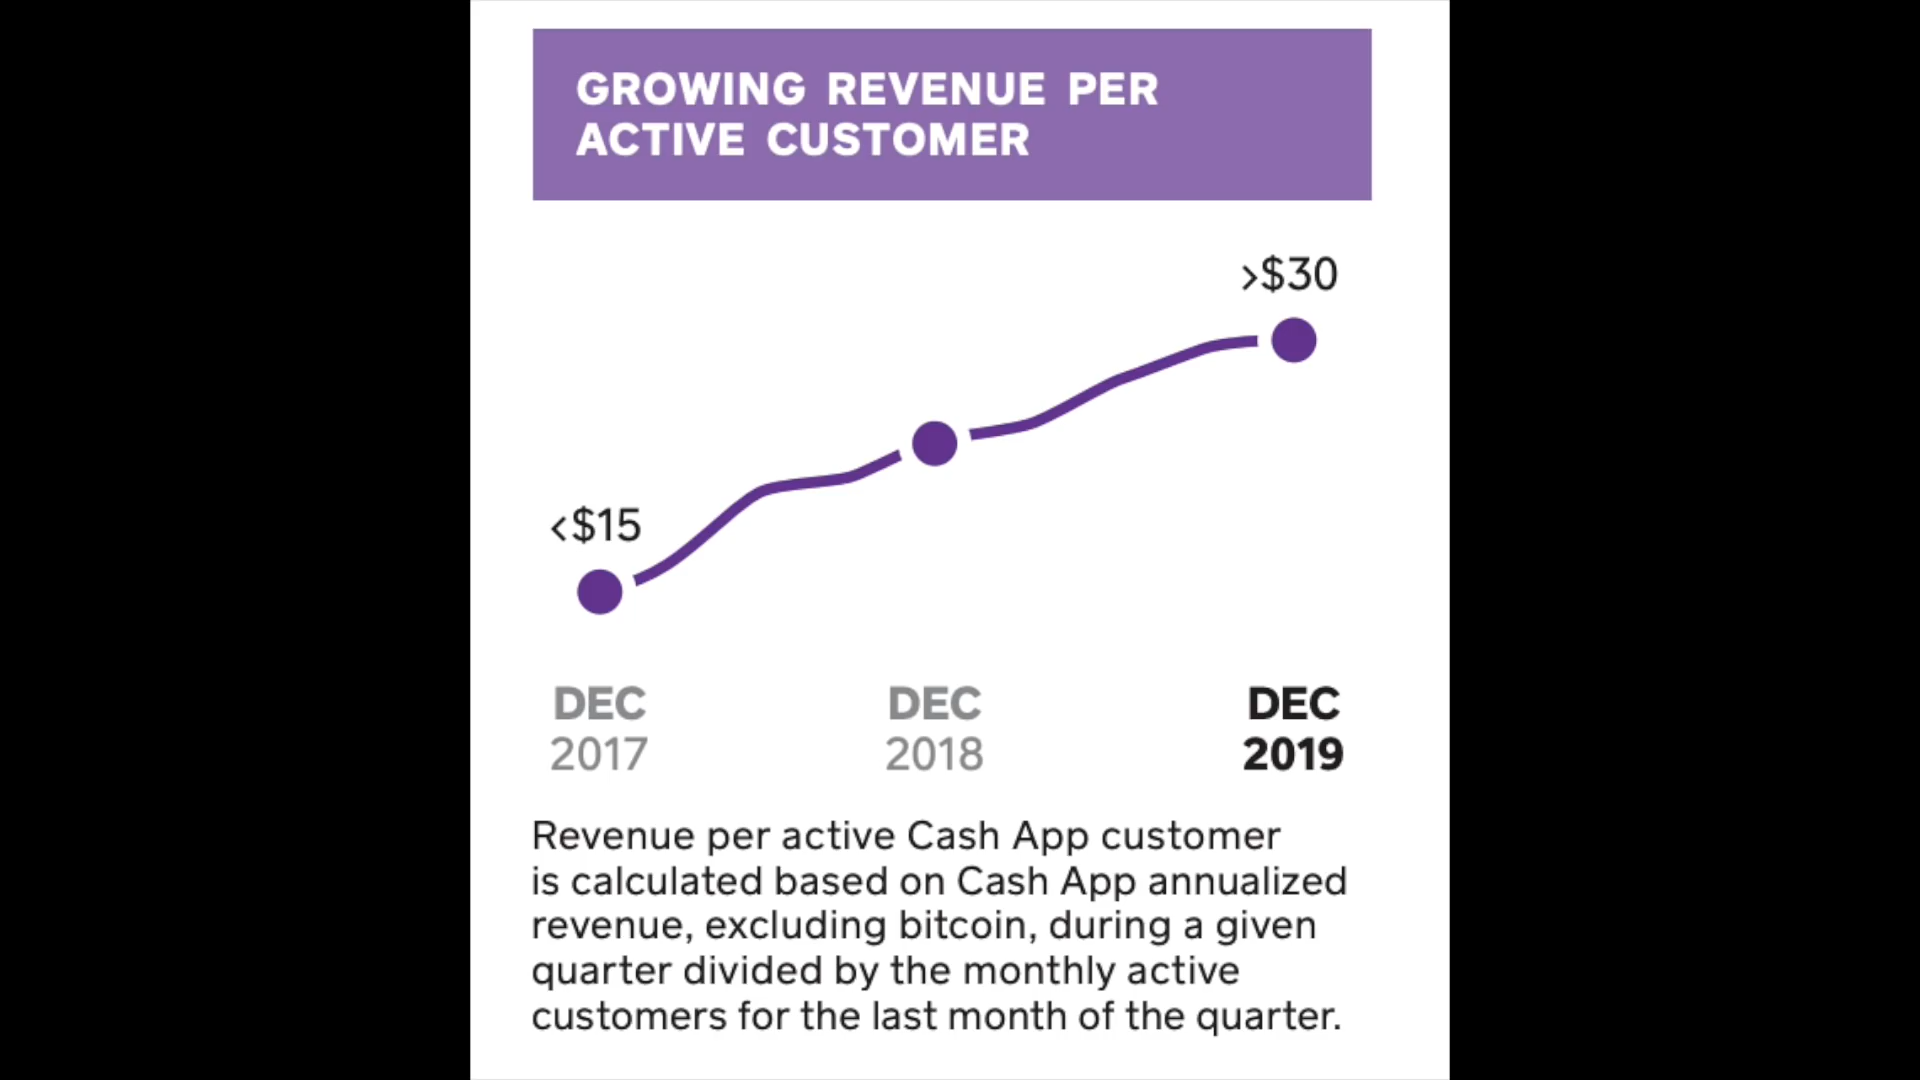 GROWING REVENUE PER
ACTIVE CUSTOMER
>$30
<$15
DEC
2017
DEC
2018
DEC
2019
Revenue per active Cash App customer
is calculated based on Cash App annualized
revenue, excluding bitcoin, during a given
quarter divided by the monthly active
customers for the last month of the quarter.